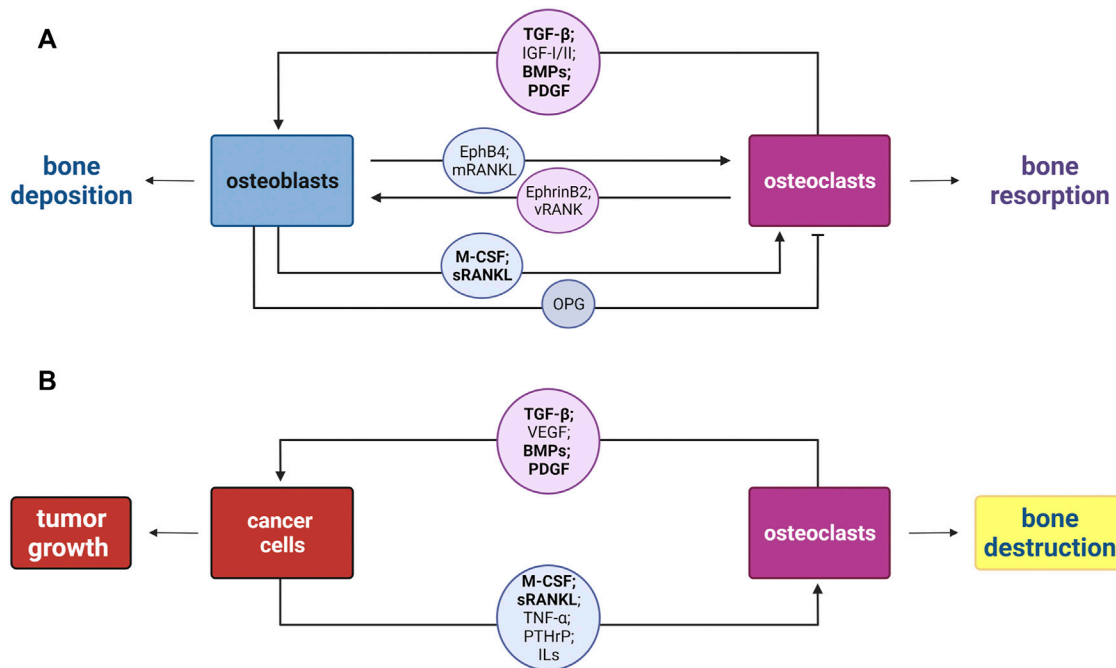 A
TGF-β;
IGF-I/II;
BMPs;
PDGF
bone
deposition
osteoblasts
EphB4;
mRANKL
EphrinB2;
vRANK
osteoclasts
bone
resorption
M-CSF;
sRANKL
OPG
B
TGF-β;
VEGF;
BMPs;
PDGF
tumor
growth
cancer
cells
osteoclasts
bone
destruction
M-CSF;
sRANKL;
TNF-α;
PTHrP;
ILs